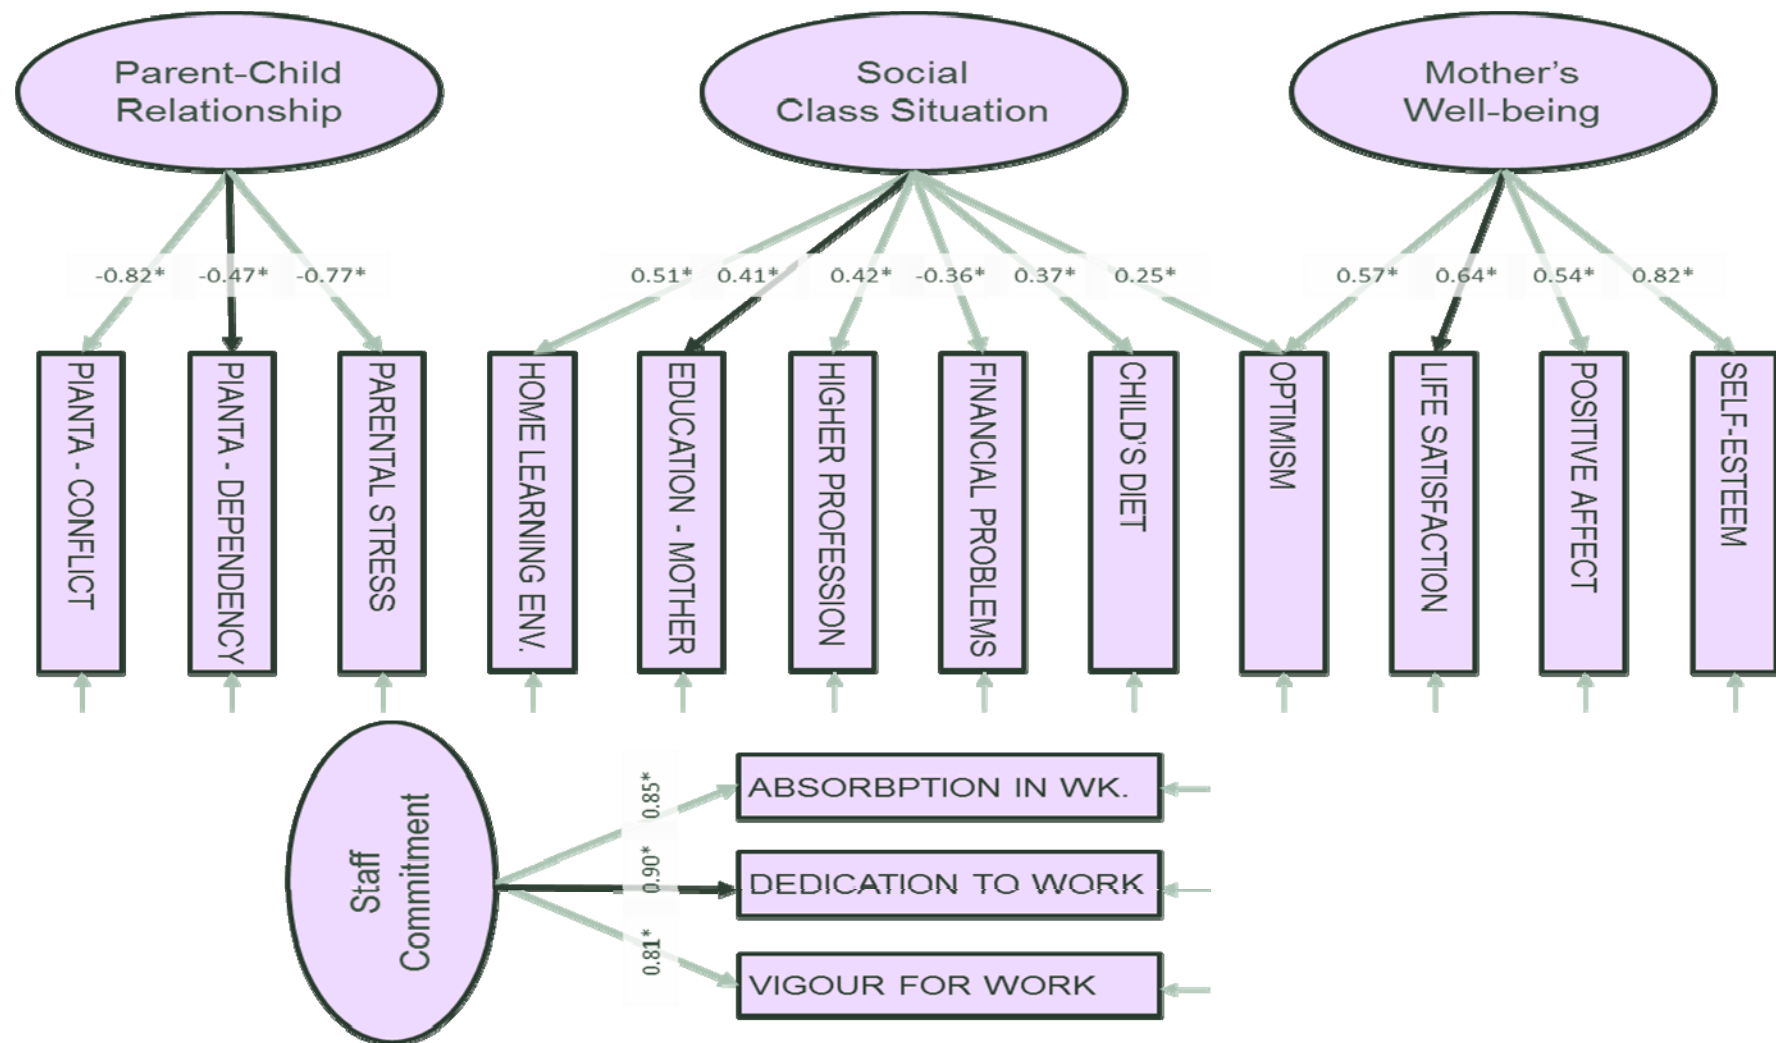 Parent-Child
Relationship
Social
Class Situation
Mother's
Well-being
-0.82*
-0.47*
-0.77*
0.51*
0.41*
0.42*
-0.36*
0.37*
0.25*
0.57*
0.64*
0.54*
0.82*
PIANTA - CONFLICT
PIANTA - DEPENDENCY
PARENTAL STRESS
HOME LEARNING ENV.
EDUCATION - MOTHER
HIGHER PROFESSION
FINANCIAL PROBLEMS
CHILD'S DIET
OPTIMISM
LIFE SATISFACTION
POSITIVE AFFECT
SELF-ESTEEM
Staff
Commitment
0.85*
0.90*
0.81*
ABSORBPTION IN WK.
DEDICATION TO WORK
VIGOUR FOR WORK